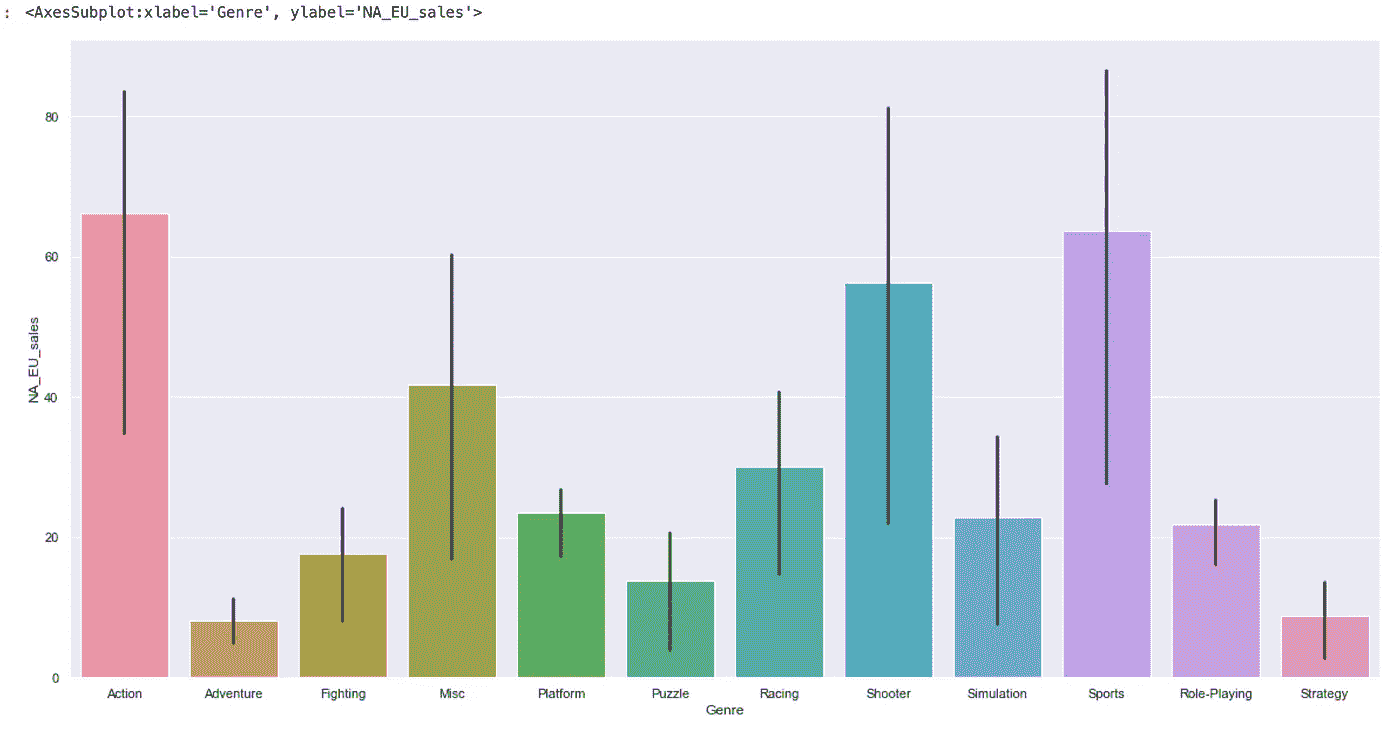 : <AxesSubplot:xlabel='Genre', ylabel='NA_EU_sales'>
NA_EU_sales
80
60
40
20
0
Action Adventure Fighting Misc Platform Puzzle Racing Shooter Simulation Sports Role-Playing Strategy
Genre